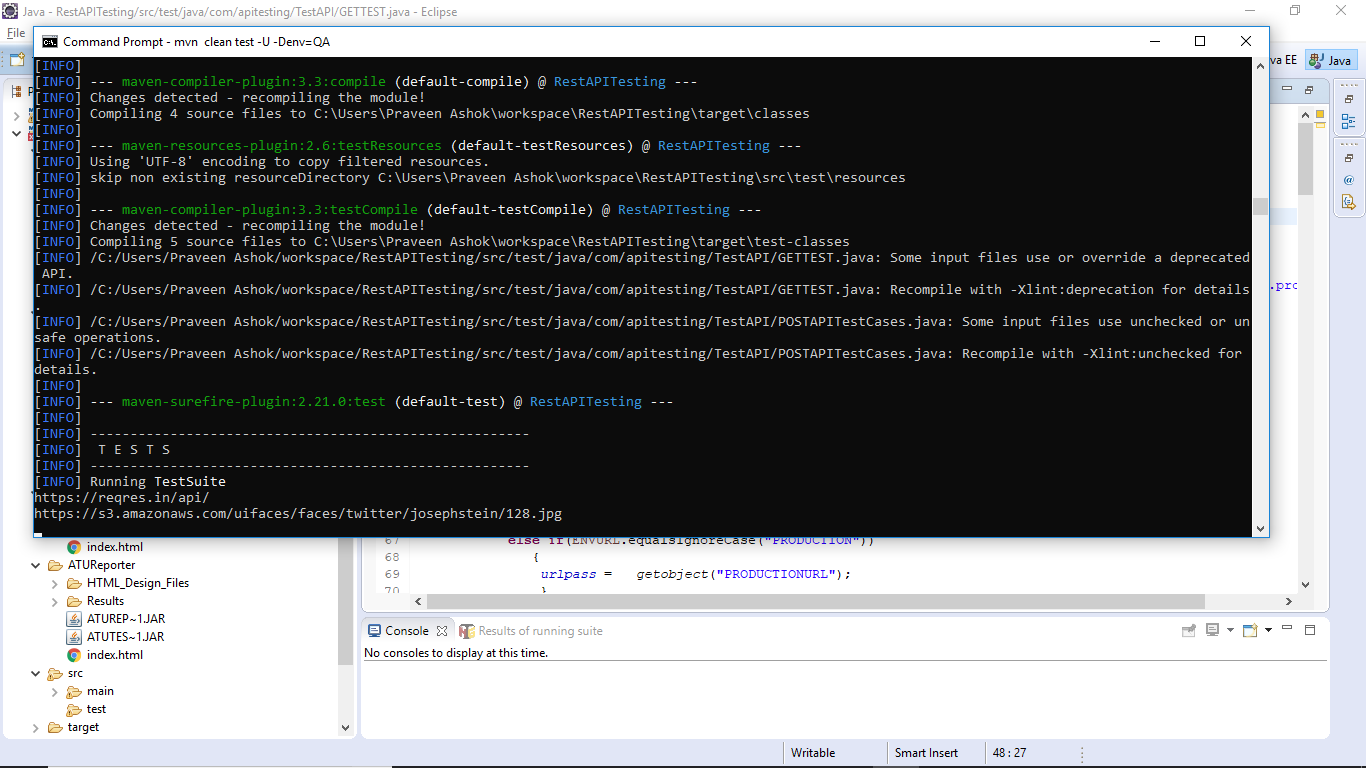 Java - RestAPITesting/src/test/java/com/apitesting/TestAPI/GETTEST.java - Eclipse
File
Command Prompt - mvn  clean test -U -Denv=QA
[INFO]
[INFO] --- maven-compiler-plugin:3.3:compile (default-compile) @ RestAPITesting ---
[INFO] Changes detected - recompiling the module!
[INFO] Compiling 4 source files to C:\Users\Praveen Ashok\workspace\RestAPITesting\target\classes
[INFO]
[INFO] --- maven-resources-plugin:2.6:testResources (default-testResources) @ RestAPITesting ---
[INFO] Using 'UTF-8' encoding to copy filtered resources.
[INFO] skip non existing resourceDirectory C:\Users\Praveen Ashok\workspace\RestAPITesting\src\test\resources
[INFO]
[INFO] --- maven-compiler-plugin:3.3:testCompile (default-testCompile) @ RestAPITesting ---
[INFO] Changes detected - recompiling the module!
[INFO] Compiling 5 source files to C:\Users\Praveen Ashok\workspace\RestAPITesting\target\test-classes
[INFO] /C:/Users/Praveen Ashok/workspace/RestAPITesting/src/test/java/com/apitesting/TestAPI/GETTEST.java: Some input files use or override a deprecated
 API.
[INFO] /C:/Users/Praveen Ashok/workspace/RestAPITesting/src/test/java/com/apitesting/TestAPI/GETTEST.java: Recompile with -Xlint:deprecation for details
.
[INFO] /C:/Users/Praveen Ashok/workspace/RestAPITesting/src/test/java/com/apitesting/TestAPI/POSTAPITestCases.java: Some input files use unchecked or un
safe operations.
[INFO] /C:/Users/Praveen Ashok/workspace/RestAPITesting/src/test/java/com/apitesting/TestAPI/POSTAPITestCases.java: Recompile with -Xlint:unchecked for
details.
[INFO]
[INFO] --- maven-surefire-plugin:2.21.0:test (default-test) @ RestAPITesting ---
[INFO]
[INFO] -------------------------------------------------------
[INFO]  T E S T S
[INFO] -------------------------------------------------------
[INFO] Running TestSuite
https://reqres.in/api/
https://s3.amazonaws.com/uifaces/faces/twitter/josephstein/128.jpg
va EE
Java
.pro
67 else if(ENVURL.equalsIgnoreCase("PRODUCTION"))
68 {
69 urlpass =   getobject("PRODUCTIONURL");
70 }
index.html
ATUReporter
HTML_Design_Files
Results
ATUREP~1.JAR
ATUTES~1.JAR
index.html
src
main
test
target
Console
Results of running suite
No consoles to display at this time.
Writable
Smart Insert
48 : 27